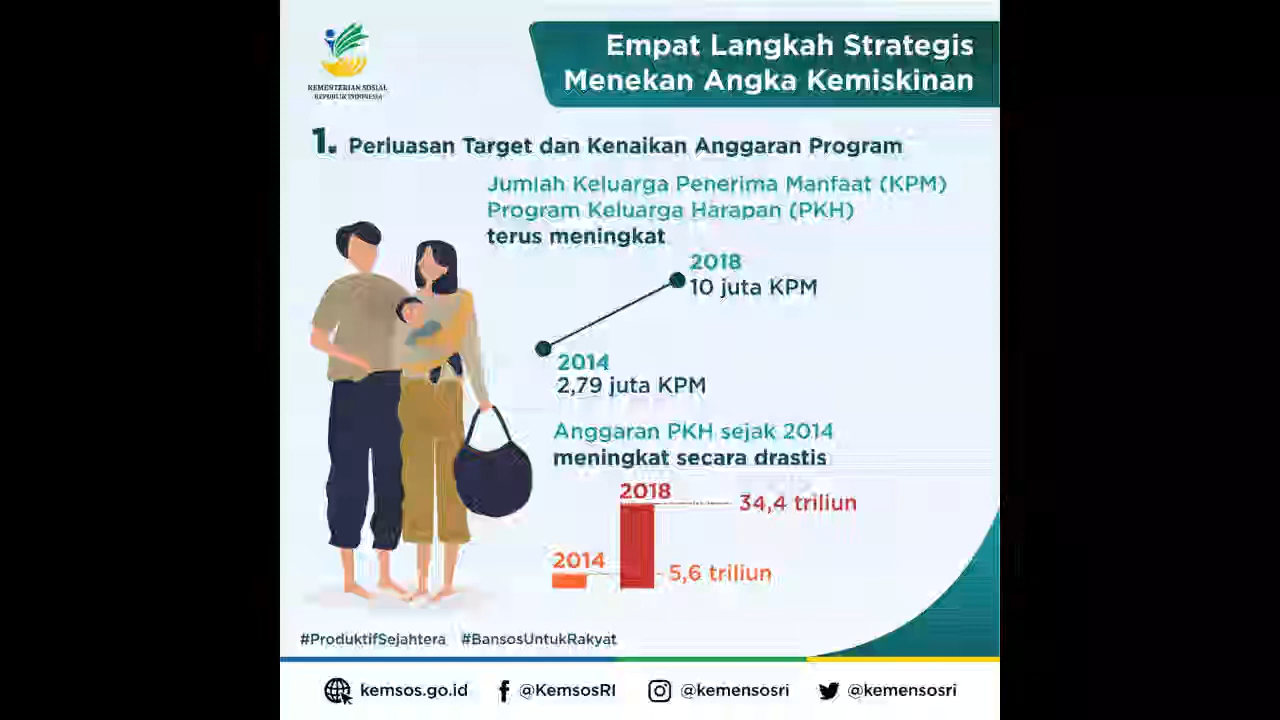 KEMENTERIAN SOSIAL
REPUBLIK INDONESIA
Empat Langkah Strategis
Menekan Angka Kemiskinan
1. Perluasan Target dan Kenaikan Anggaran Program
Jumlah Keluarga Penerima Manfaat (KPM)
Program Keluarga Harapan (PKH)
terus meningkat
2018
10 juta KPM
2014
2,79 juta KPM
Anggaran PKH sejak 2014
meningkat secara drastis
2018
34,4 triliun
2014
5,6 triliun
#ProduktifSejahtera #BansosUntukRakyat
kemsos.go.id @KemsosRI @kemensosri @kemensosri